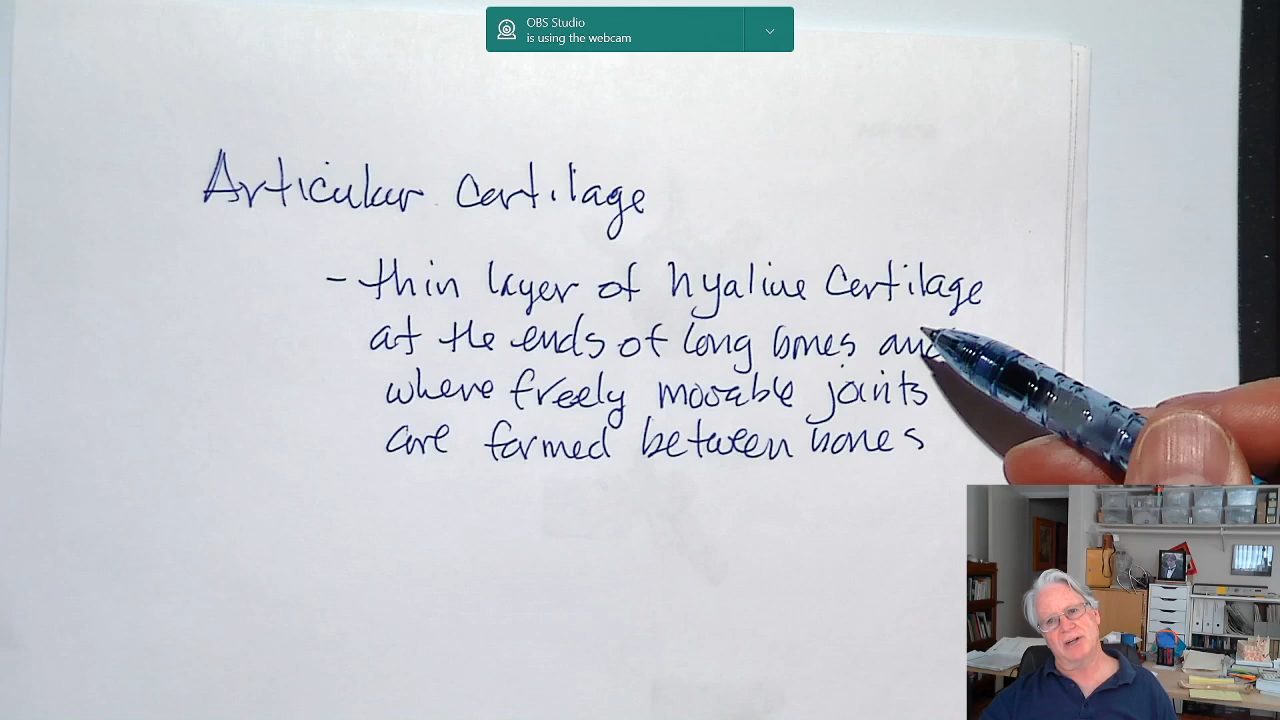 OBS Studio
is using the webcam
Articular Cartilage
- thin layer of hyaline Cartilage
at the ends of long bones and
where freely movable joints
are formed between bones